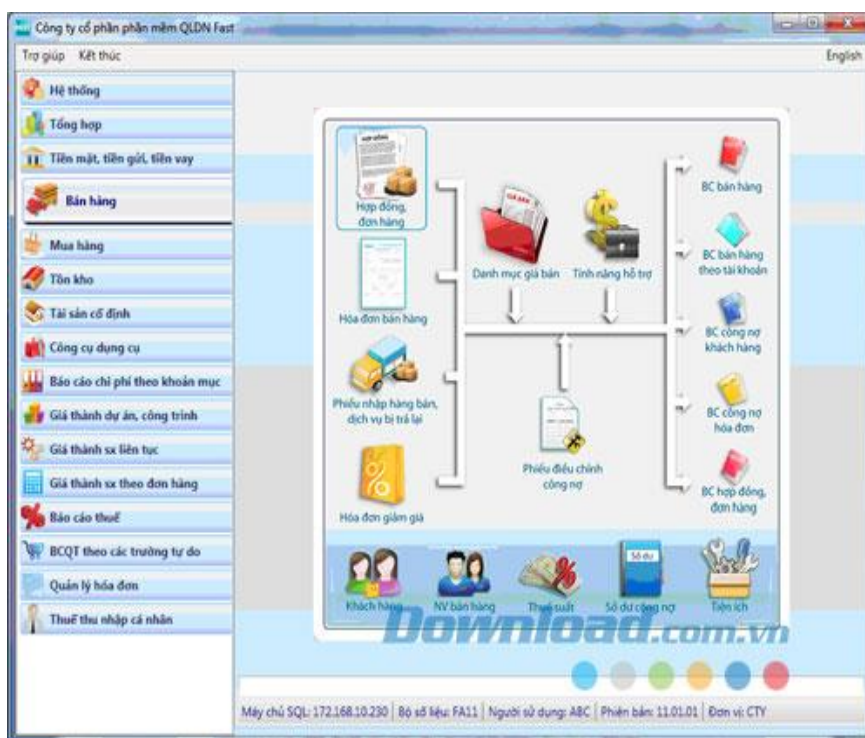 Công ty cổ phần phần mềm QLDN Fast
Trợ giúp Kết thúc
English
Hệ thống
Tổng hợp
Tiền mặt, tiền gửi, tiền vay
Bán hàng
Mua hàng
Tồn kho
Tài sản cố định
Công cụ dụng cụ
Báo cáo chi phí theo khoản mục
Giá thành dự án, công trình
Giá thành sx liên tục
Giá thành sx theo đơn hàng
Báo cáo thuế
BCQT theo các trường tự do
Quản lý hóa đơn
Thuế thu nhập cá nhân
HỢP ĐỒNG
Hợp đồng,
đơn hàng
Hóa đơn bán hàng
Phiếu nhập hàng bán,
dịch vụ bị trả lại
Hóa đơn giảm giá
GIÁ BÁN
Danh mục giá bán
Tính năng hỗ trợ
Phiếu điều chỉnh
công nợ
BC bán hàng
BC bán hàng
theo tài khoản
BC công nợ
khách hàng
BC công nợ
hóa đơn
BC hợp đồng,
đơn hàng
Khách hàng
NV bán hàng
Thuế suất
Số dư
Số dư công nợ
Tiện ích
Download.com.vn
Máy chủ SQL: 172.168.10.230 Bộ số liệu: FA11 Người sử dụng: ABC Phiên bản: 11.01.01 Đơn vị: CTY